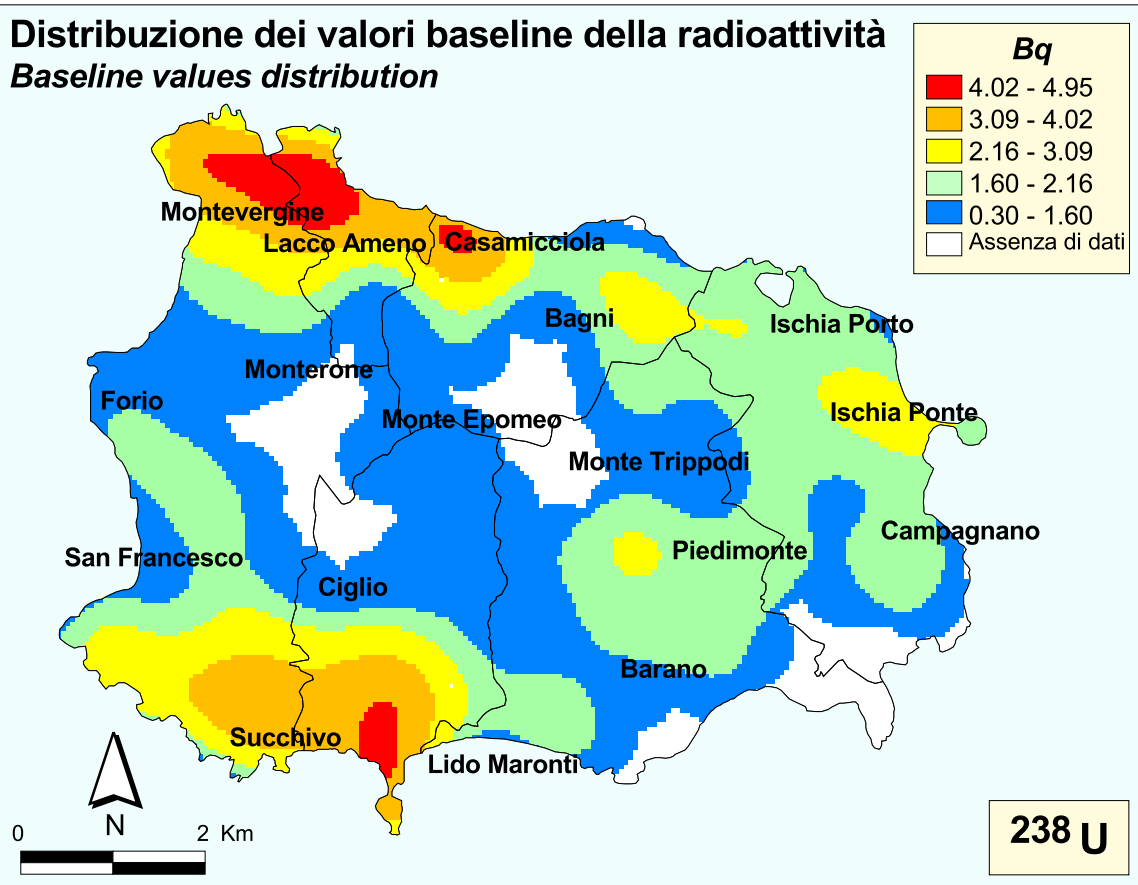 Distribuzione dei valori baseline della radioattività
Baseline values distribution
Bq
4.02 - 4.95
3.09 - 4.02
2.16 - 3.09
1.60 - 2.16
0.30 - 1.60
Assenza di dati
Montevergine
Lacco Ameno
Casamicciola
Bagni
Ischia Porto
Monterone
Forio
Monte Epomeo
Ischia Ponte
Monte Trippodi
Campagnano
San Francesco
Piedimonte
Ciglio
Barano
Succhivo
Lido Maronti
N
0 2 Km
238 U